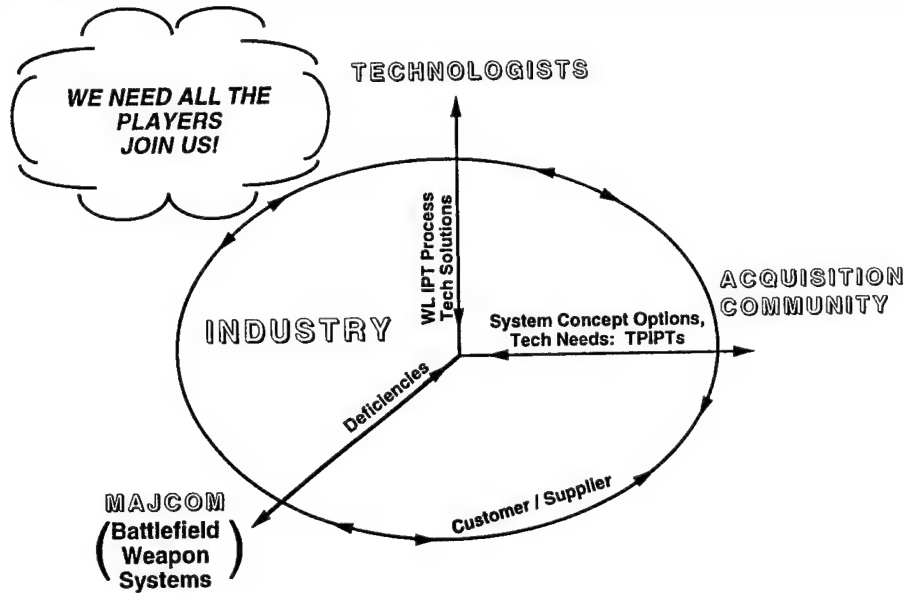 WE NEED ALL THE
PLAYERS
JOIN US!
TECHNOLOGISTS
WL IPT Process
Tech Solutions
ACQUISITION
COMMUNITY
INDUSTRY
System Concept Options,
Tech Needs: TPIPTs
Deficiencies
MAJCOM
(Battlefield
Weapon
Systems)
Customer / Supplier